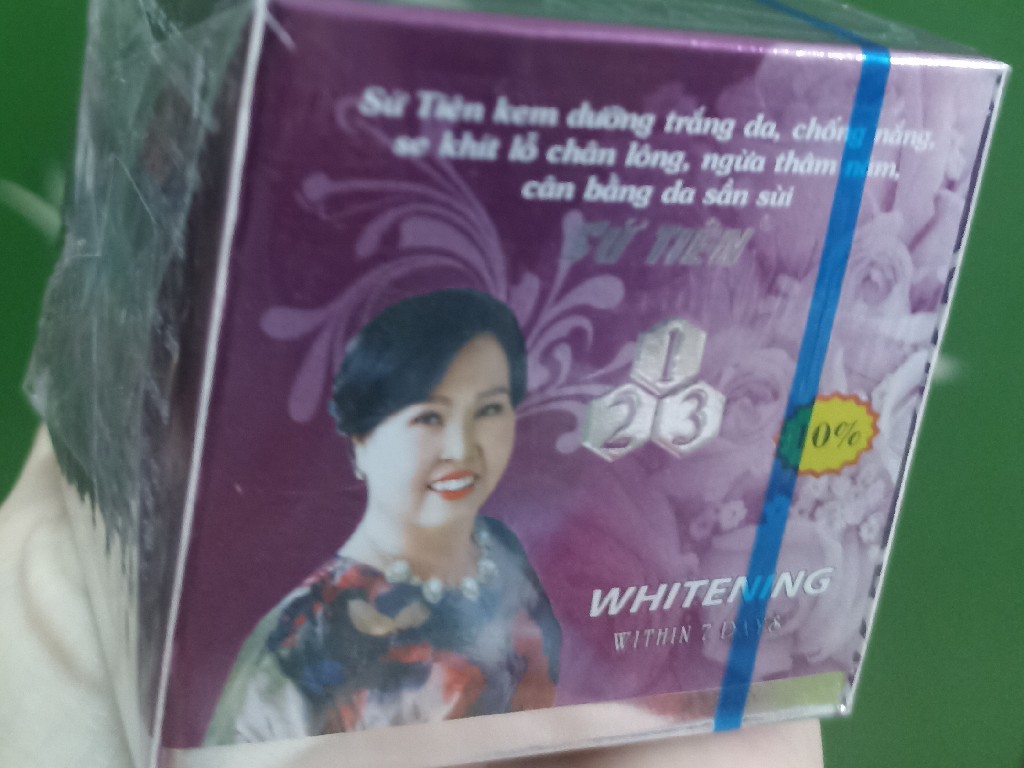 Sứ Tiên kem dưỡng trắng da, chống nắng,
se khít lỗ chân lông, ngừa thâm nám,
cân bằng da sần sùi
SỨ TIÊN
1
2 3
10%
WHITENING
WITHIN 7 DAYS